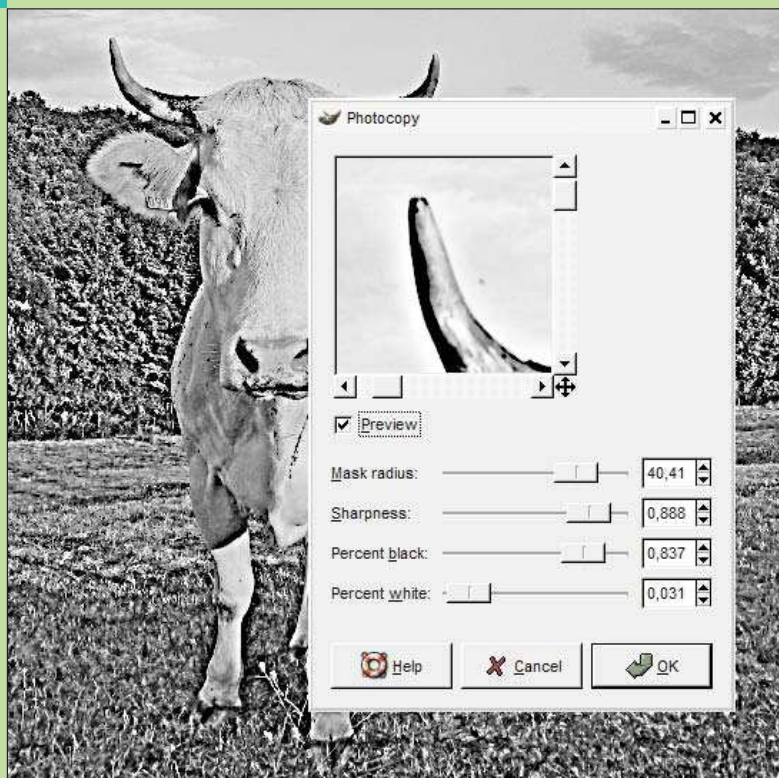 Photocopy
Preview
Mask radius: 40,41
Sharpness: 0,888
Percent black: 0,837
Percent white: 0,031
Help Cancel OK